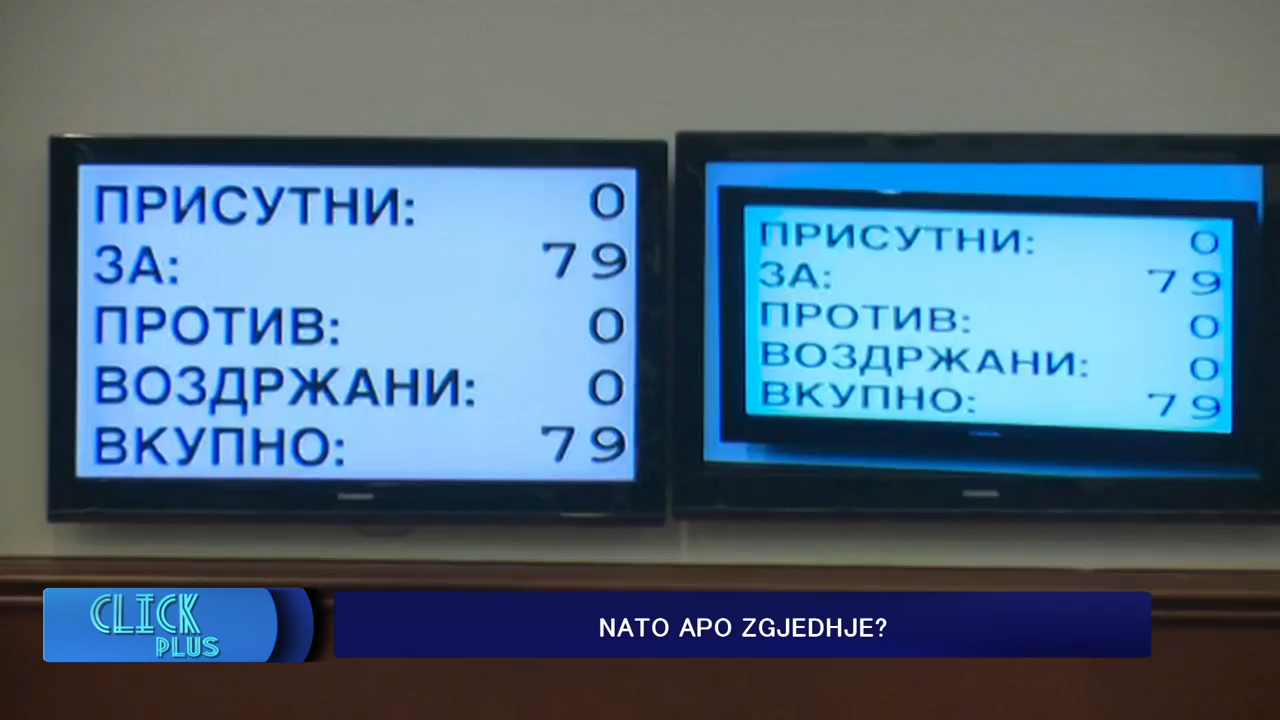 ПРИСУТНИ: 0
ЗА: 79
ПРОТИВ: 0
ВОЗДРЖАНИ: 0
ВКУПНО: 79
ПРИСУТНИ: 0
ЗА: 79
ПРОТИВ: 0
ВОЗДРЖАНИ: 0
ВКУПНО: 79
CLICK
PLUS
NATO APO ZGJEDHJE?